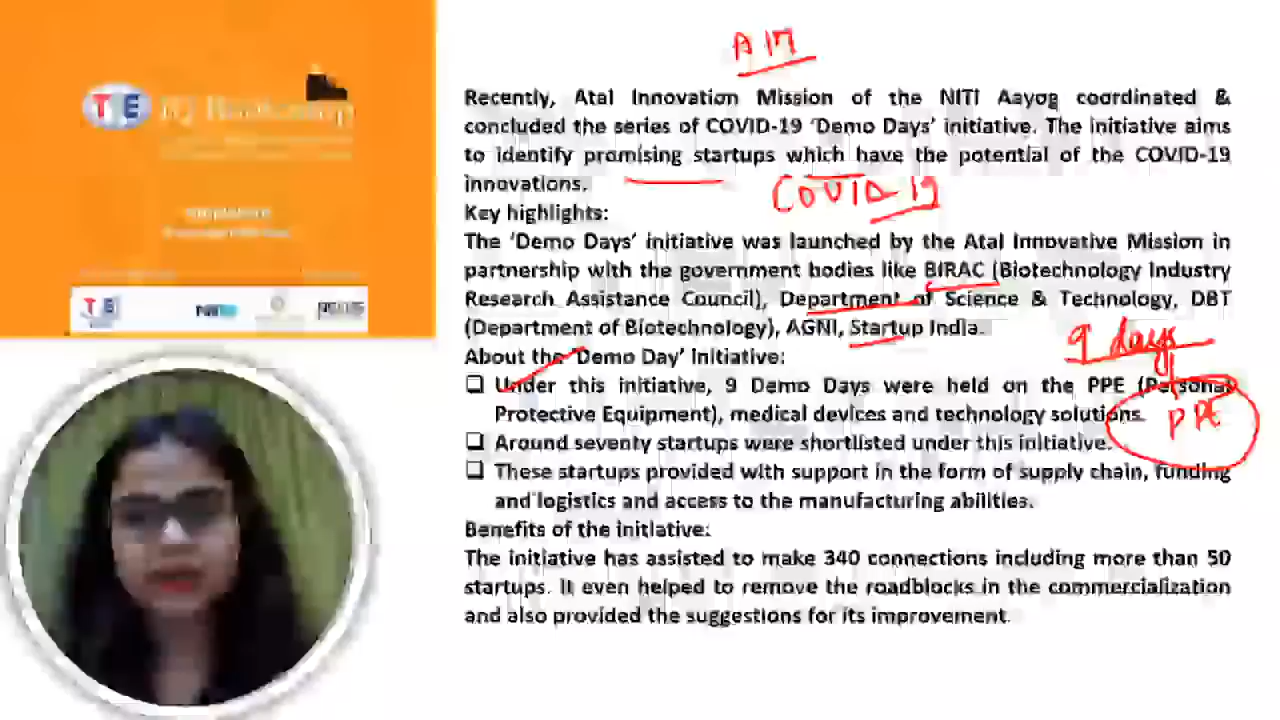 AIM
TiE
Recently, Atal Innovation Mission of the NITI Aayog coordinated &
concluded the series of COVID-19 'Demo Days' initiative. The initiative aims
to identify promising startups which have the potential of the COVID-19
innovations.
COVID-19
Key highlights:
The 'Demo Days' initiative was launched by the Atal Innovative Mission in
partnership with the government bodies like BIRAC (Biotechnology Industry
Research Assistance Council), Department of Science & Technology, DBT
(Department of Biotechnology), AGNI, Startup India.
9 days
About the 'Demo Day' Initiative:
❑ Under this initiative, 9 Demo Days were held on the PPE (Personal
Protective Equipment), medical devices and technology solutions.
PPE
❑ Around seventy startups were shortlisted under this initiative.
❑ These startups provided with support in the form of supply chain, funding
and logistics and access to the manufacturing abilities.
Benefits of the initiative:
The initiative has assisted to make 340 connections including more than 50
startups. It even helped to remove the roadblocks in the commercialization
and also provided the suggestions for its improvement.